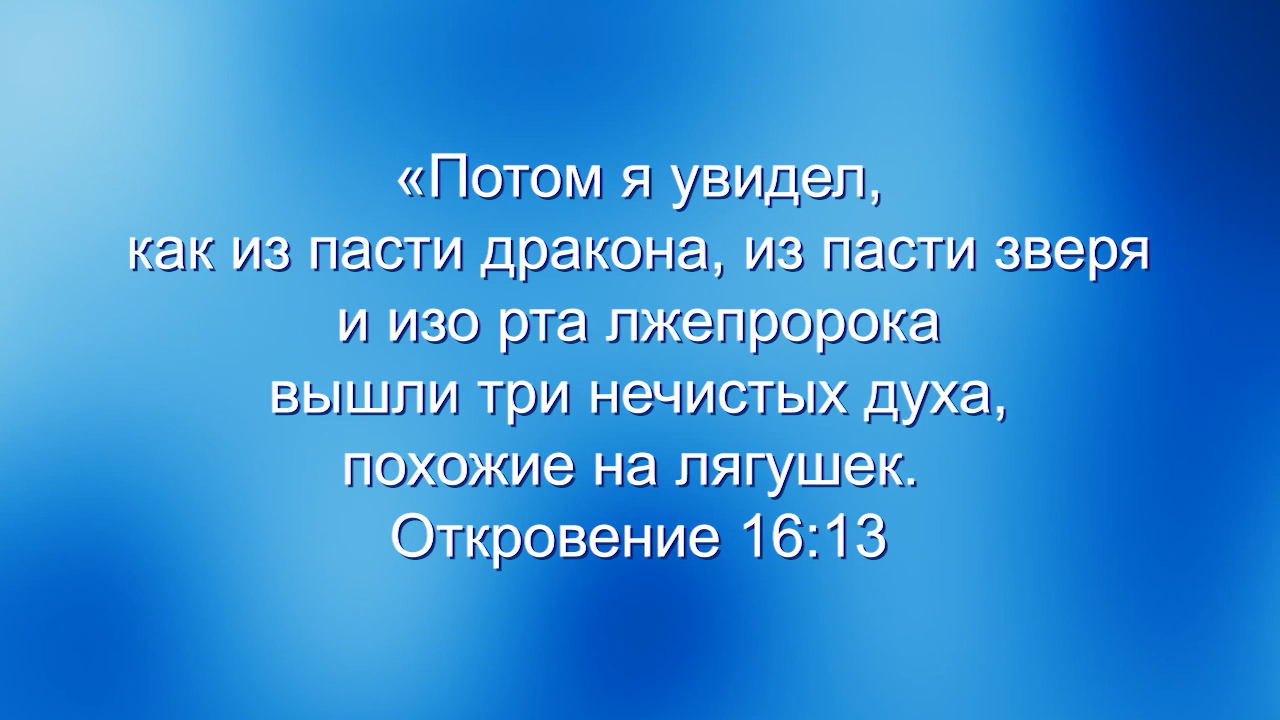 «Потом я увидел,
как из пасти дракона, из пасти зверя
и изо рта лжепророка
вышли три нечистых духа,
похожие на лягушек.
Откровение 16:13